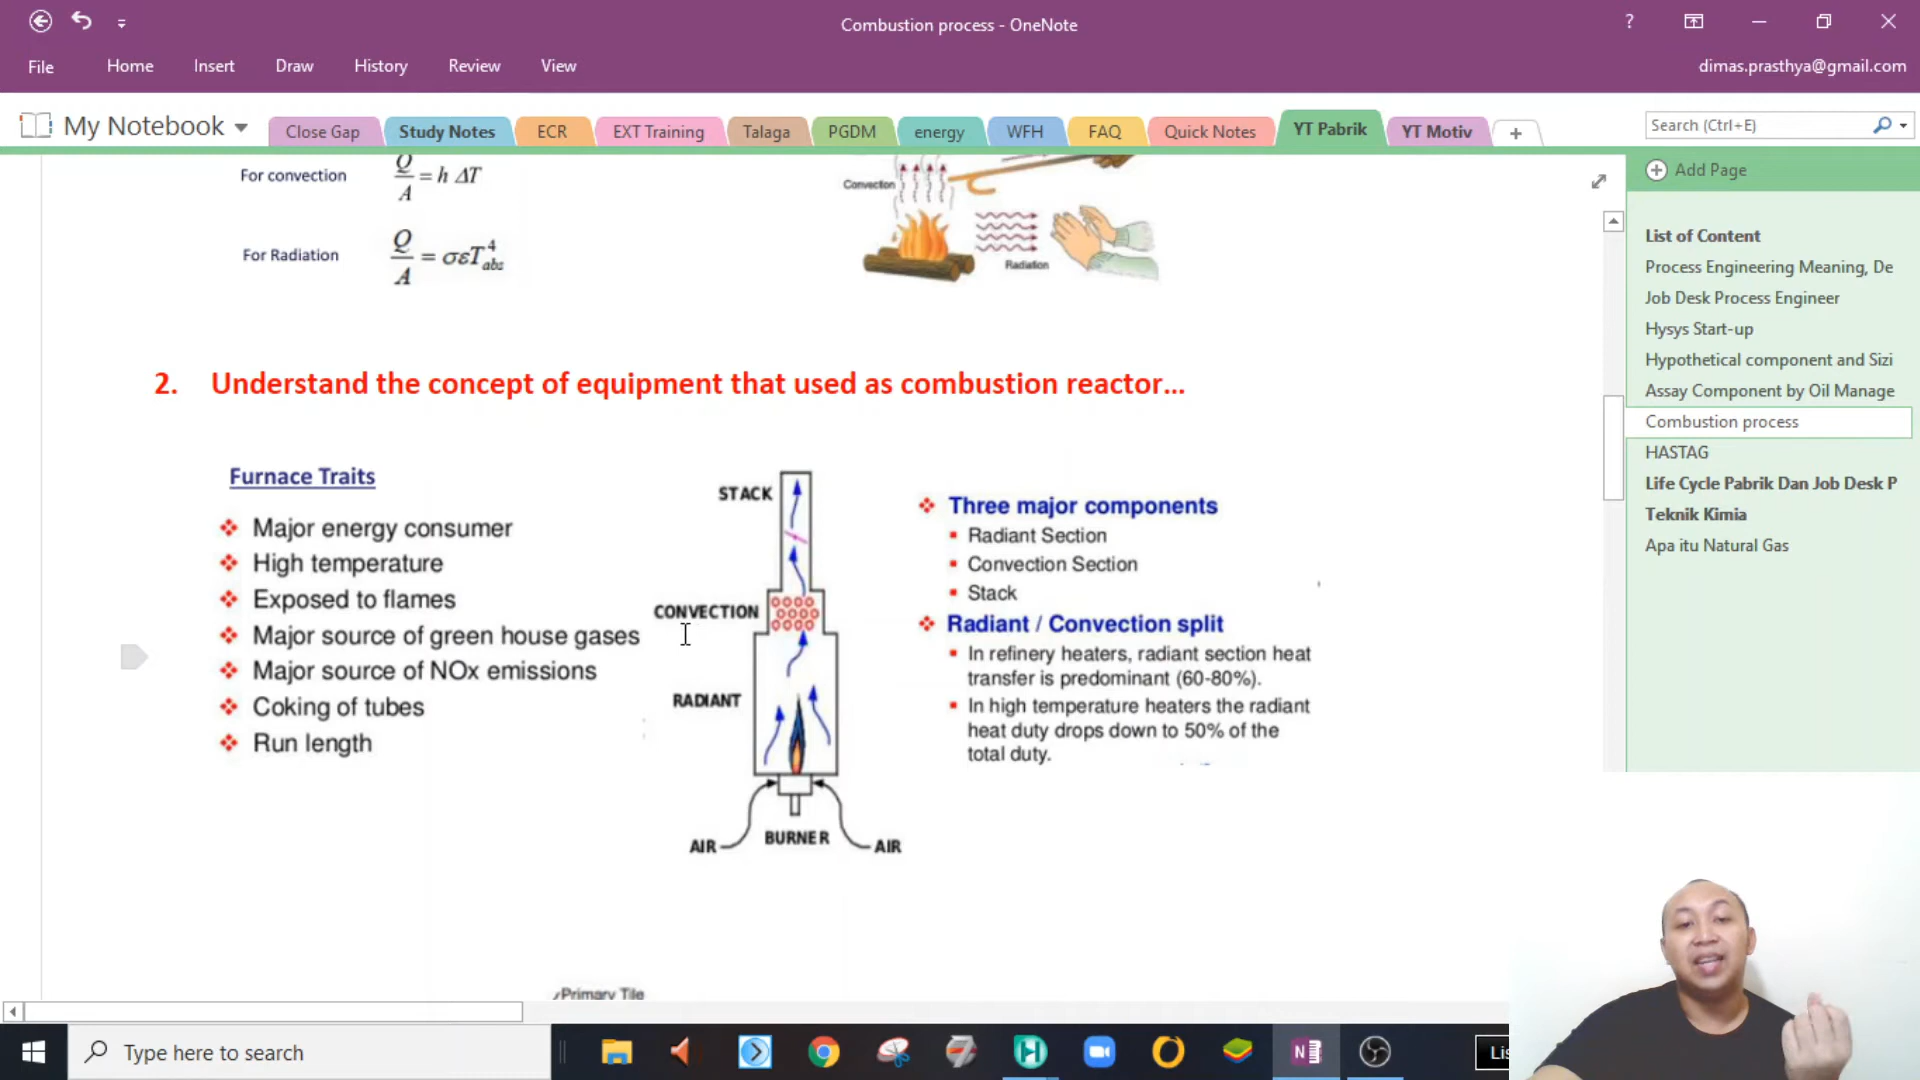 Combustion process - OneNote
?
File
Home
Insert
Draw
History
Review
View
dimas.prasthya@gmail.com
My Notebook
Close Gap
Study Notes
ECR
EXT Training
Talaga
PGDM
energy
WFH
FAQ
Quick Notes
YT Pabrik
YT Motiv
+
Search (Ctrl+E)
Add Page
List of Content
Process Engineering Meaning, De
Job Desk Process Engineer
Hysys Start-up
Hypothetical component and Sizi
Assay Component by Oil Manage
Combustion process
HASTAG
Life Cycle Pabrik Dan Job Desk P
Teknik Kimia
Apa itu Natural Gas
For convection
Q/A = h ΔT
For Radiation
Q/A = σεT⁴abs
Convection
Radiation
2. Understand the concept of equipment that used as combustion reactor...
Furnace Traits
Major energy consumer
High temperature
Exposed to flames
Major source of green house gases
Major source of NOx emissions
Coking of tubes
Run length
STACK
CONVECTION
RADIANT
AIR
BURNER
AIR
Three major components
Radiant Section
Convection Section
Stack
Radiant / Convection split
In refinery heaters, radiant section heat
transfer is predominant (60-80%).
In high temperature heaters the radiant
heat duty drops down to 50% of the
total duty.
Primary Tile
Type here to search